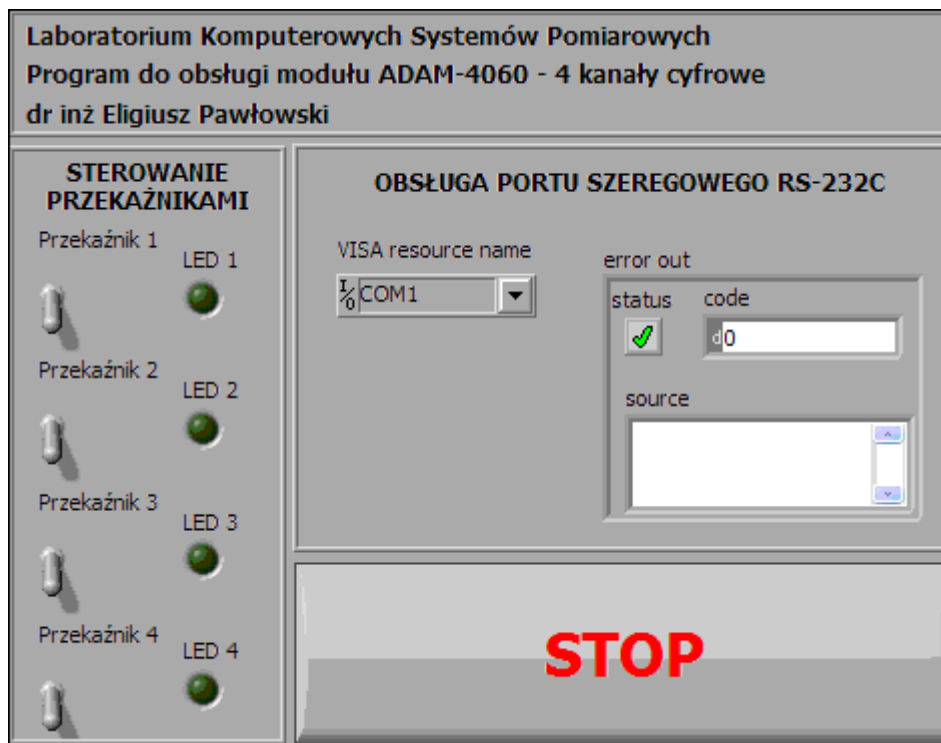 Laboratorium Komputerowych Systemów Pomiarowych
Program do obsługi modułu ADAM-4060 - 4 kanały cyfrowe
dr inż Eligiusz Pawłowski
STEROWANIE
PRZEKAŹNIKAMI
Przekaźnik 1
LED 1
Przekaźnik 2
LED 2
Przekaźnik 3
LED 3
Przekaźnik 4
LED 4
OBSŁUGA PORTU SZEREGOWEGO RS-232C
VISA resource name
I/O COM1
error out
status
code
d0
source
STOP